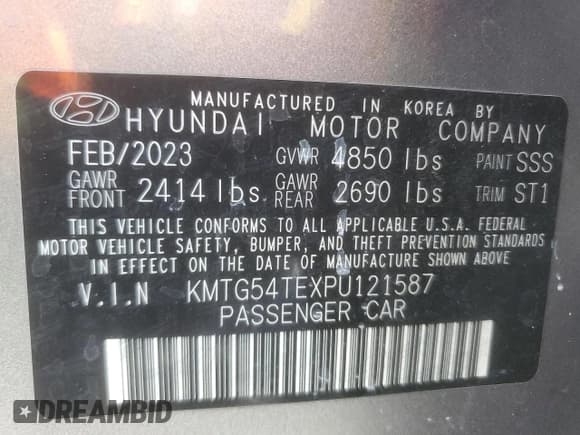 MANUFACTURED IN KOREA BY
HYUNDAI MOTOR COMPANY
FEB/2023 GVWR 4850 lbs PAINT SSS
GAWR FRONT 2414 lbs GAWR REAR 2690 lbs TRIM ST1
THIS VEHICLE CONFORMS TO ALL APPLICABLE U.S.A. FEDERAL
MOTOR VEHICLE SAFETY, BUMPER, AND THEFT PREVENTION STANDARDS
IN EFFECT ON THE DATE OF MANUFACTURE SHOWN ABOVE.
V.I.N KMTG54TEXPU121587
PASSENGER CAR
DREAMBID